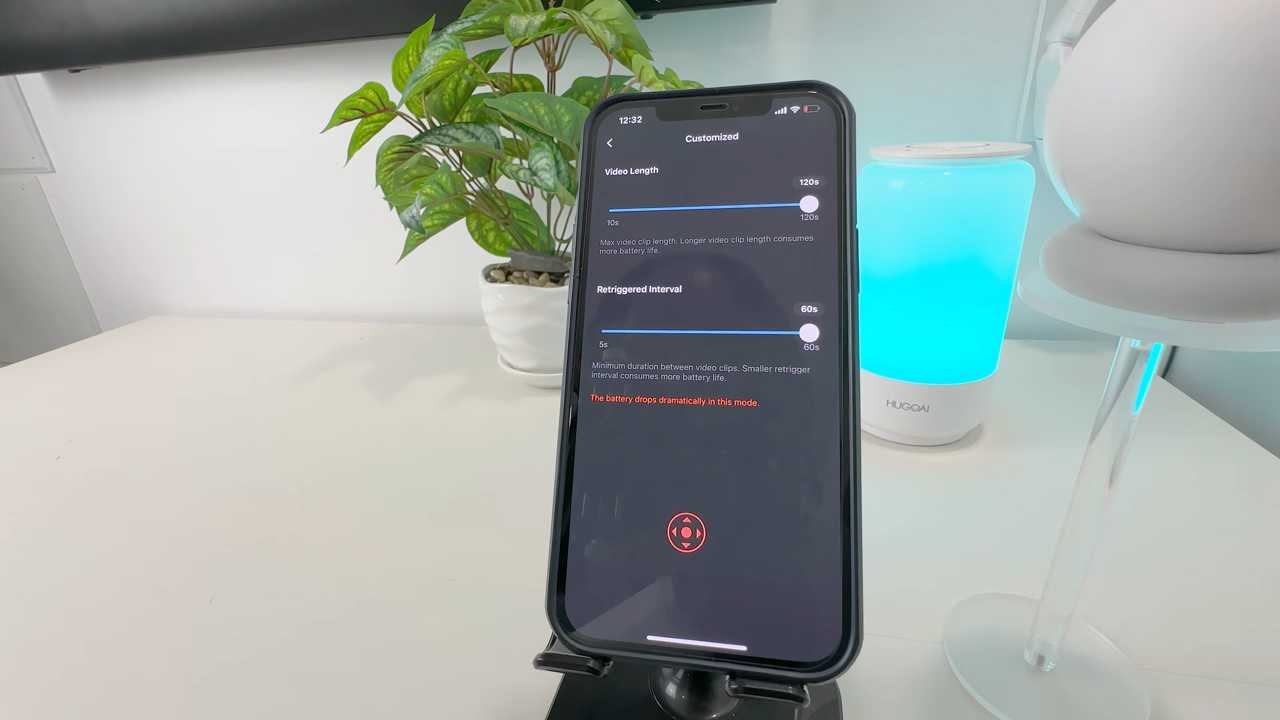 12:32
Customized
Video Length
120s
10s
120s
Max video clip length. Longer video clip length consumes
more battery life.
Retriggered Interval
60s
5s
60s
Minimum duration between video clips. Smaller retrigger
interval consumes more battery life.
The battery drops dramatically in this mode.
HUGOAI